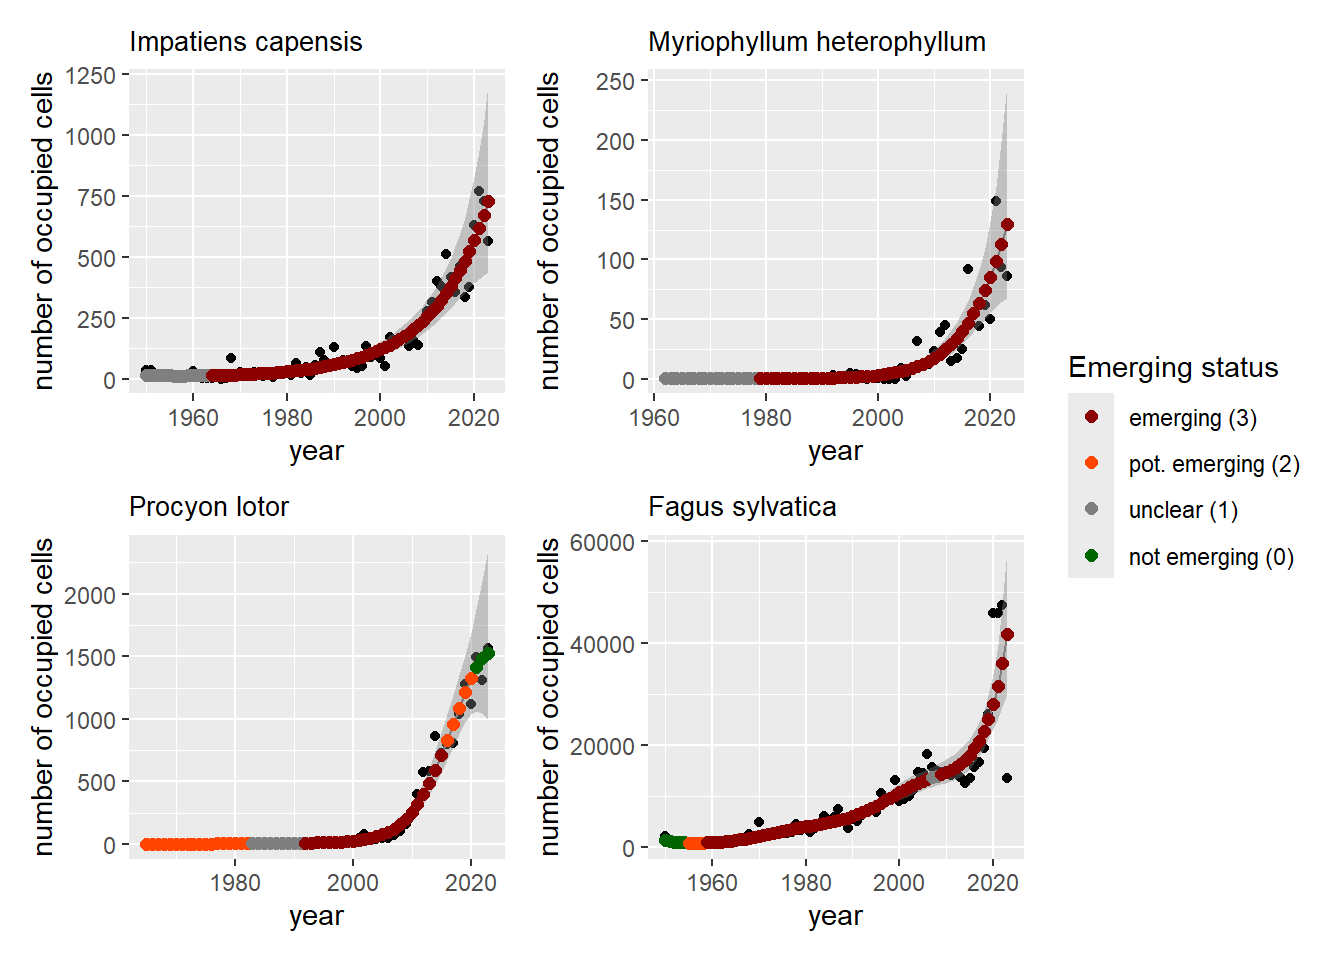 Impatiens capensis
number of occupied cells
1250
1000
750
500
250
0
1960 1980 2000 2020
year
Myriophyllum heterophyllum
number of occupied cells
250
200
150
100
50
0
1960 1980 2000 2020
year
Procyon lotor
number of occupied cells
2000
1500
1000
500
0
1980 2000 2020
year
Fagus sylvatica
number of occupied cells
60000
40000
20000
0
1960 1980 2000 2020
year
Emerging status
emerging (3)
pot. emerging (2)
unclear (1)
not emerging (0)